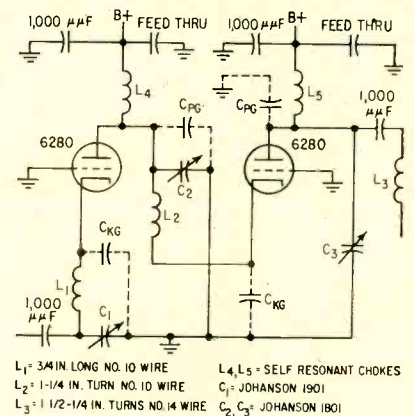 B+
1,000 μμF
FEED THRU
L4
CPG
6280
C2
L2
CKG
L1
1,000 μμF
C1
B+
1,000 μμF
FEED THRU
CPG
L5
1,000 μμF
6280
L3
C3
CKG
L1= 3/4 IN. LONG NO. 10 WIRE
L2= 1-1/4 IN. TURN NO. 10 WIRE
L3= 1 1/2-1/4 IN. TURNS NO. 14 WIRE
L4, L5 = SELF RESONANT CHOKES
C1= JOHANSON 1901
C2, C3= JOHANSON 1801